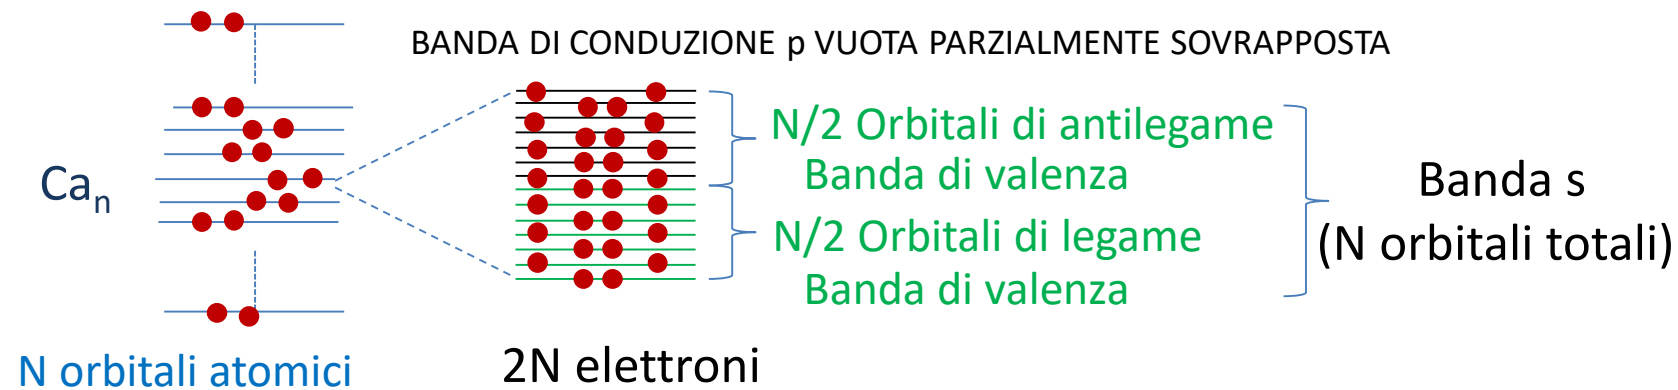 BANDA DI CONDUZIONE p VUOTA PARZIALMENTE SOVRAPPOSTA
Ca_n
N/2 Orbitali di antilegame
Banda di valenza
N/2 Orbitali di legame
Banda di valenza
Banda s
(N orbitali totali)
N orbitali atomici
2N elettroni